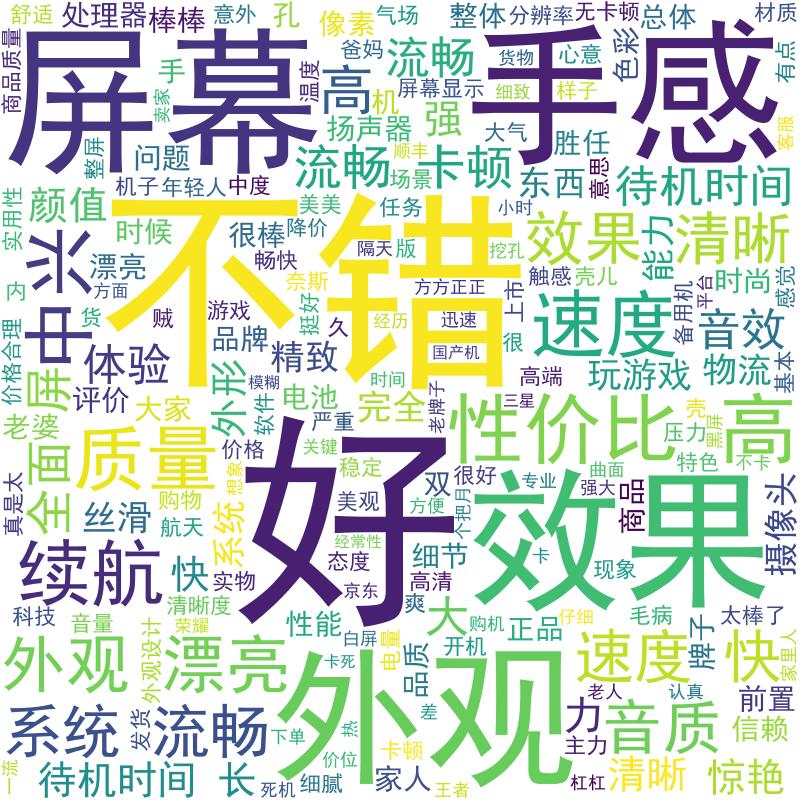 舒适
处理器
棒棒
意外
孔
像素
气场
整体
分辨率
无卡顿
总体
材质
商品质量
屏幕
手
卖家
温度
高
爸妈
机
流畅
屏幕显示
货物
心意
细致
样子
手感
色彩
有点
客服
扬声器
强
大气
胜任
整屏
问题
流畅
顺丰
场景
卡顿
东西
意思
待机时间
机子
年轻人
中度
美美
任务
小时
实用性
颜值
时候
很棒
降价
隔天
版
挖孔
效果
能力
清晰
中兴
漂亮
畅快
不错
奈斯
方方正正
触感
壳儿
时尚
感觉
内
方面
货
贼
游戏
挺好
久
经历
迅速
上市
速度
备用机
平台
音效
价格合理
体验
品牌
精致
国产机
很
玩游戏
物流
基本
屏
评价
大家
外形
模糊
软件
电池
时间
完全
老牌子
高端
三星
性价比
壳
高
老婆
质量
严重
压力
黑屏
全面
价格
关键
想象
稳定
很好
曲面
特色
不卡
真是太
丝滑
购物
航天
系统
好
美观
双
方便
个把月
专业
强大
效果
商品
摄像头
续航
快
实物
经常性
态度
细节
卡
现象
京东
高清
清晰度
科技
音量
荣耀
外观设计
性能
白屏
爽
大
购机
开机
正品
仔细
毛病
太棒了
牌子
家里人
外观
漂亮
卡死
电量
品质
外观
速度
快
老人
认真
前置
系统
发货
流畅
热
差
力
主力
音质
信赖
一流
下单
价位
卡顿
待机时间
长
死机
细腻
家人
王者
杠杠
清晰
惊艳